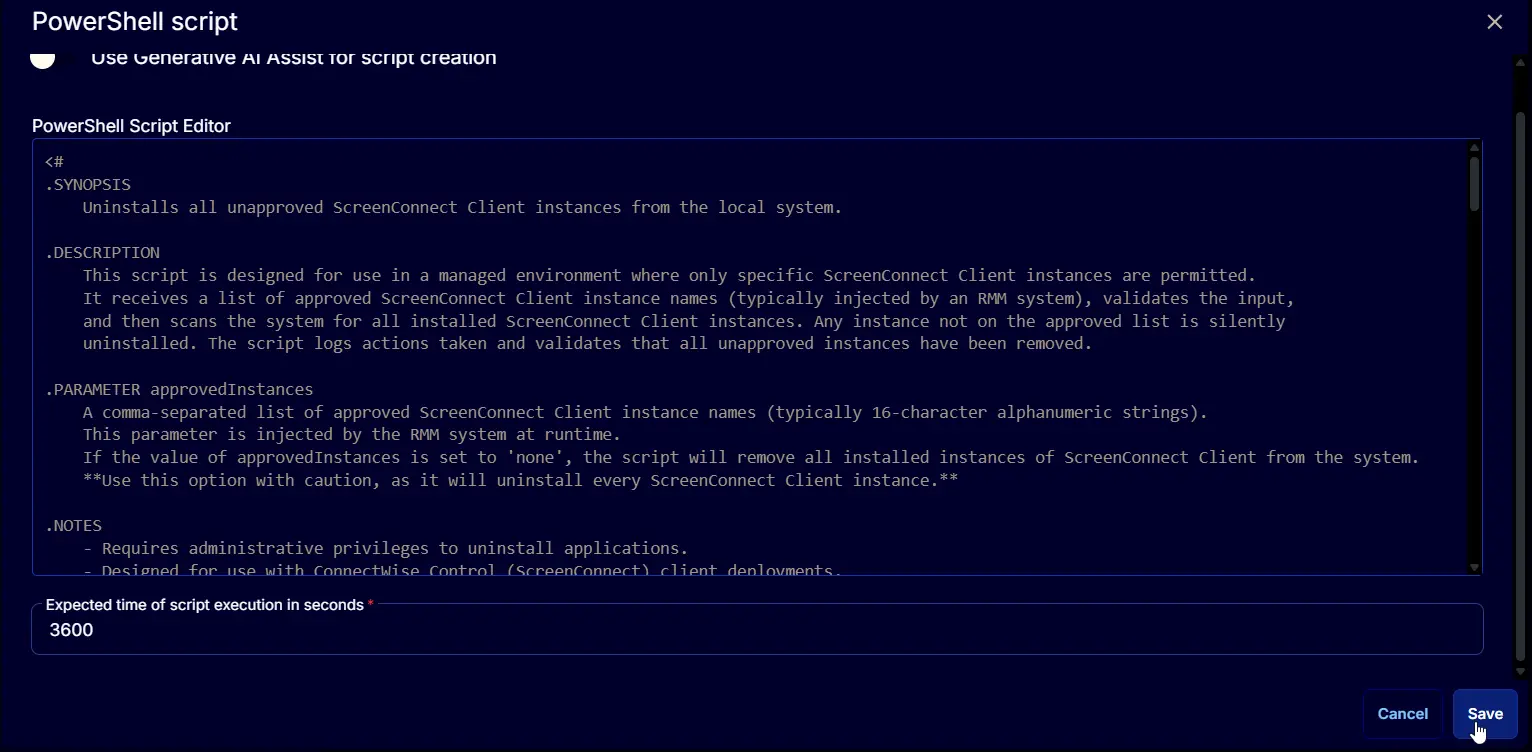 PowerShell script
Use Generative AI Assist for script creation
PowerShell Script Editor
<#
.SYNOPSIS
Uninstalls all unapproved ScreenConnect Client instances from the local system.
.DESCRIPTION
This script is designed for use in a managed environment where only specific ScreenConnect Client instances are permitted.
It receives a list of approved ScreenConnect Client instance names (typically injected by an RMM system), validates the input,
and then scans the system for all installed ScreenConnect Client instances. Any instance not on the approved list is silently
uninstalled. The script logs actions taken and validates that all unapproved instances have been removed.
.PARAMETER approvedInstances
A comma-separated list of approved ScreenConnect Client instance names (typically 16-character alphanumeric strings).
This parameter is injected by the RMM system at runtime.
If the value of approvedInstances is set to 'none', the script will remove all installed instances of ScreenConnect Client from the system.
**Use this option with caution, as it will uninstall every ScreenConnect Client instance.**
.NOTES
- Requires administrative privileges to uninstall applications.
- Designed for use with ConnectWise Control (ScreenConnect) client deployments.
Expected time of script execution in seconds *
3600
Cancel
Save